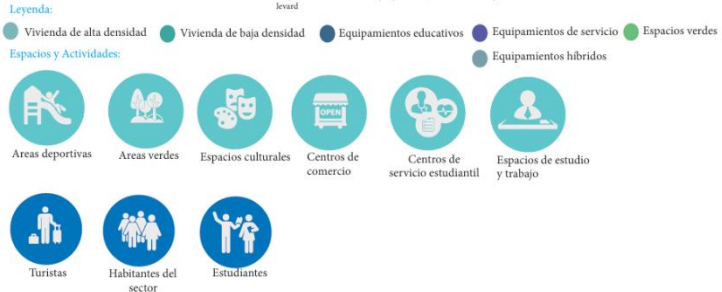 levard
Leyenda:
Vivienda de alta densidad
Vivienda de baja densidad
Equipamientos educativos
Equipamientos de servicio
Espacios verdes
Equipamientos híbridos
Espacios y Actividades:
OPEN
Areas deportivas
Areas verdes
Espacios culturales
Centros de
comercio
Centros de
servicio estudiantil
Espacios de estudio
y trabajo
Turistas
Habitantes del
sector
Estudiantes